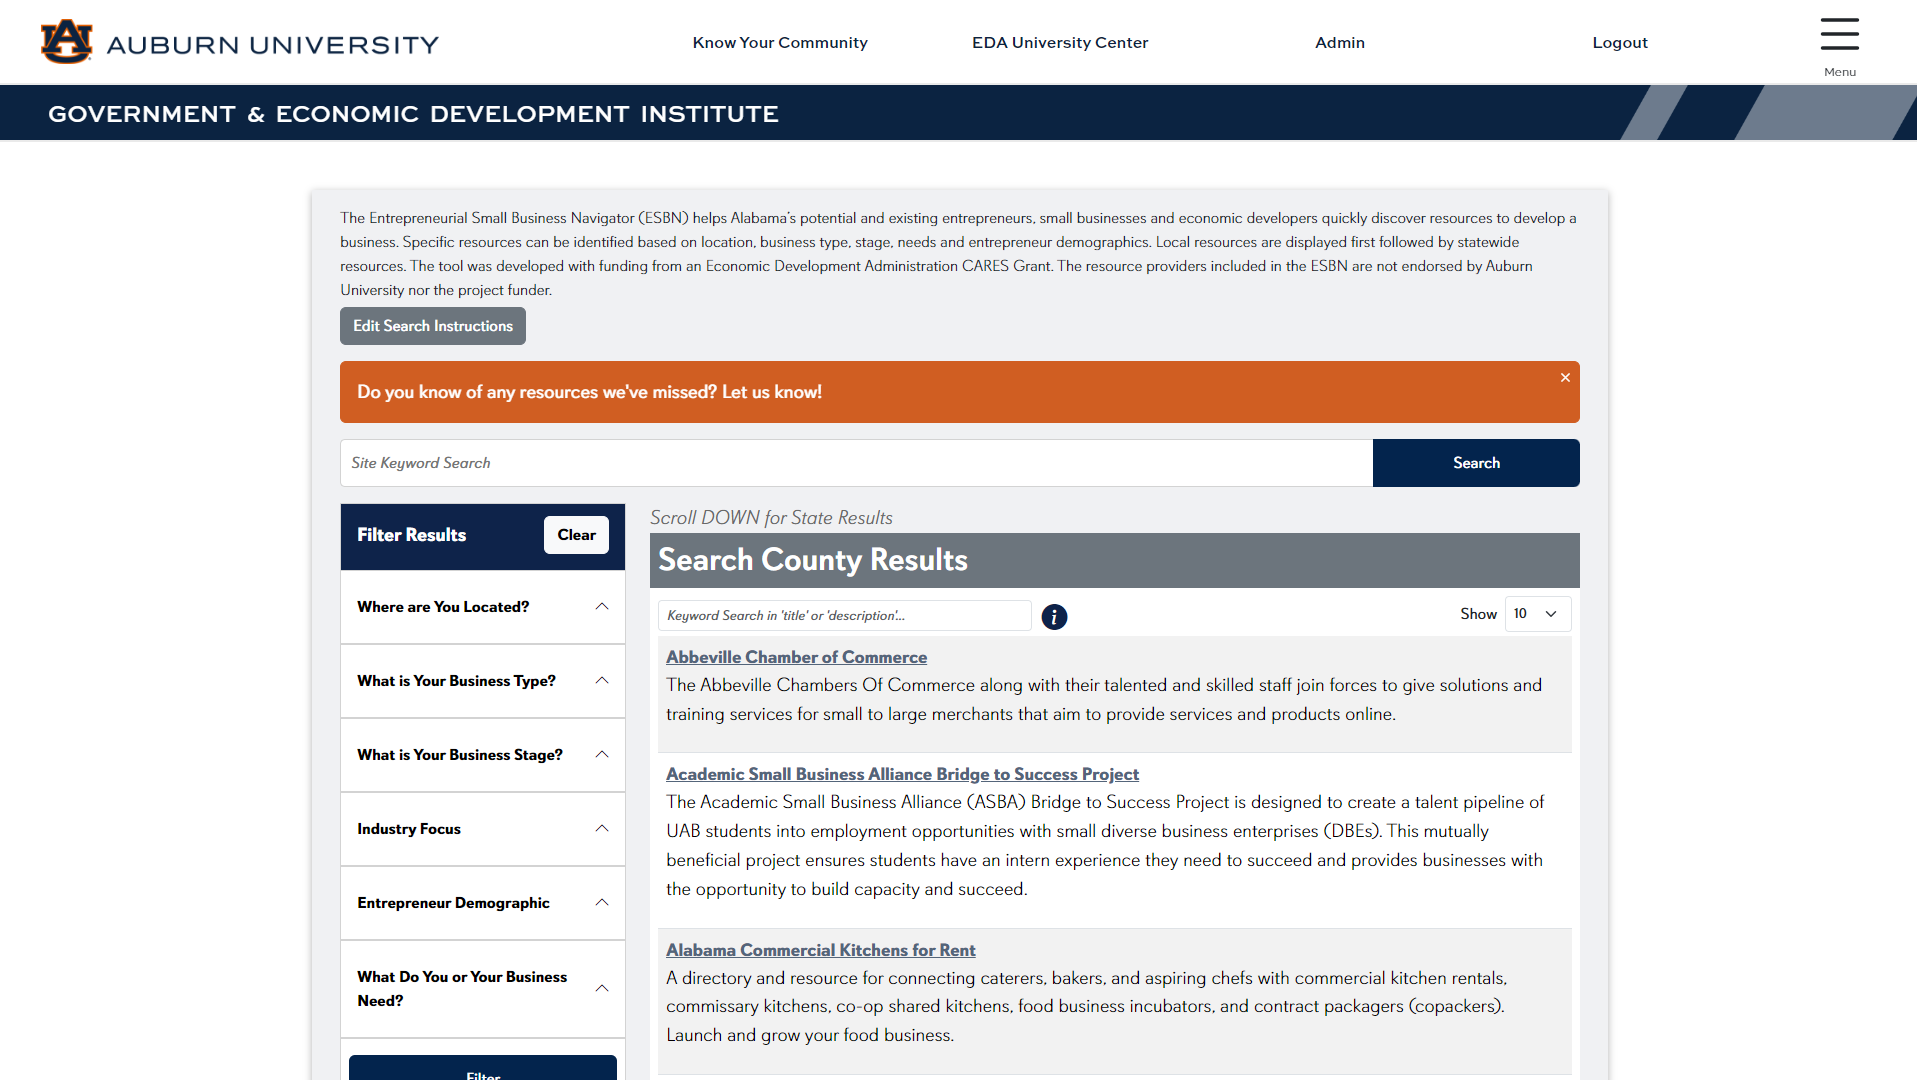 AUBURN UNIVERSITY
Know Your Community
EDA University Center
Admin
Logout
Menu
GOVERNMENT & ECONOMIC DEVELOPMENT INSTITUTE
The Entrepreneurial Small Business Navigator (ESBN) helps Alabama's potential and existing entrepreneurs, small businesses and economic developers quickly discover resources to develop a
business. Specific resources can be identified based on location, business type, stage, needs and entrepreneur demographics. Local resources are displayed first followed by statewide
resources. The tool was developed with funding from an Economic Development Administration CARES Grant. The resource providers included in the ESBN are not endorsed by Auburn
University nor the project funder.
Edit Search Instructions
Do you know of any resources we've missed? Let us know!
Site Keyword Search
Search
Filter Results
Clear
Where are You Located?
What is Your Business Type?
What is Your Business Stage?
Industry Focus
Entrepreneur Demographic
What Do You or Your Business
Need?
Filter
Scroll DOWN for State Results
Search County Results
Keyword Search in 'title' or 'description'...
Show 10
Abbeville Chamber of Commerce
The Abbeville Chambers Of Commerce along with their talented and skilled staff join forces to give solutions and
training services for small to large merchants that aim to provide services and products online.
Academic Small Business Alliance Bridge to Success Project
The Academic Small Business Alliance (ASBA) Bridge to Success Project is designed to create a talent pipeline of
UAB students into employment opportunities with small diverse business enterprises (DBEs). This mutually
beneficial project ensures students have an intern experience they need to succeed and provides businesses with
the opportunity to build capacity and succeed.
Alabama Commercial Kitchens for Rent
A directory and resource for connecting caterers, bakers, and aspiring chefs with commercial kitchen rentals,
commissary kitchens, co-op shared kitchens, food business incubators, and contract packagers (copackers).
Launch and grow your food business.